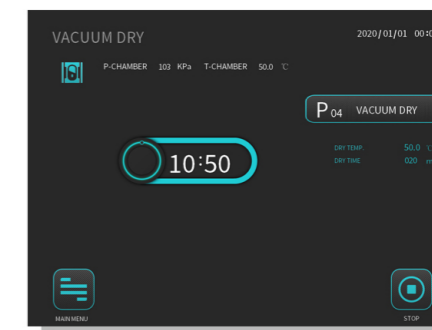 VACUUM DRY 2020/01/01
P-CHAMBER 103 KPa T-CHAMBER 50.0 ℃
P04 VACUUM DRY
10:50
DRY TEMP. 50.0
DRY TIME 020
MAIN MENU STOP